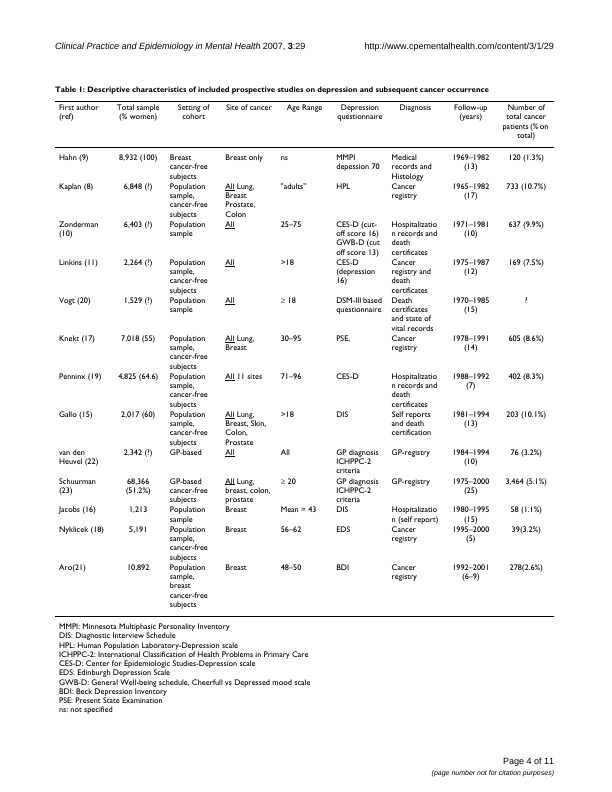 Clinical Practice and Epidemiology in Mental Health 2007, 3:29 http://www.cpementalhealth.com/content/3/1/29
Table 1: Descriptive characteristics of included prospective studies on depression and subsequent cancer occurrence
First author Total sample Setting of Site of cancer Age Range Depression Diagnosis Follow-up Number of
(ref) (% women) cohort questionnaire (years) total cancer
patients (% on
total)
Hahn (9) 8,932 (100) Breast Breast only ns MMPI Medical 1969–1982 120 (1.3%)
cancer-free depession 70 records and (13)
subjects Histology
Kaplan (8) 6,848 (?) Population All Lung, "adults" HPL Cancer 1965–1982 733 (10.7%)
sample, Breast registry (17)
cancer-free Prostate,
subjects Colon
Zonderman 6,403 (?) Population All 25–75 CES-D (cut- Hospitalizatio 1971–1981 637 (9.9%)
(10) sample off score 16) n records and (10)
GWB-D (cut death
off score 13) certificates
Linkins (11) 2,264 (?) Population All >18 CES-D Cancer 1975–1987 169 (7.5%)
sample, (depression registry and (12)
cancer-free 16) death
subjects certificates
Vogt (20) 1,529 (?) Population All ≥ 18 DSM-III based Death 1970–1985 ?
sample questionnaire certificates (15)
and state of
vital records
Knekt (17) 7,018 (55) Population All Lung, 30–95 PSE, Cancer 1978–1991 605 (8.6%)
sample, Breast registry (14)
cancer-free
subjects
Penninx (19) 4,825 (64.6) Population All 11 sites 71–96 CES-D Hospitalizatio 1988–1992 402 (8.3%)
sample, n records and (7)
cancer-free death
subjects certificates
Gallo (15) 2,017 (60) Population All Lung, >18 DIS Self reports 1981–1994 203 (10.1%)
sample, Breast, Skin, and death (13)
cancer-free Colon, certification
subjects Prostate
van den 2,342 (?) GP-based All All GP diagnosis GP-registry 1984–1994 76 (3.2%)
Heuvel (22) ICHPPC-2 (10)
criteria
Schuurman 68,366 GP-based All Lung, ≥ 20 GP diagnosis GP-registry 1975–2000 3,464 (5.1%)
(23) (51.2%) cancer-free breast, colon, ICHPPC-2 (25)
subjects prostate criteria
Jacobs (16) 1,213 Population Breast Mean = 43 DIS Hospitalizatio 1980–1995 58 (1.1%)
sample n (self report) (15)
Nyklicek (18) 5,191 Population Breast 56–62 EDS Cancer 1995–2000 39(3.2%)
sample, registry (5)
cancer-free
subjects
Aro(21) 10,892 Population Breast 48–50 BDI Cancer 1992–2001 278(2.6%)
sample, registry (6–9)
breast
cancer-free
subjects
MMPI: Minnesota Multiphasic Personality Inventory
DIS: Diagnostic Interview Schedule
HPL: Human Population Laboratory-Depression scale
ICHPPC-2: International Classification of Health Problems in Primary Care
CES-D: Center for Epidemiologic Studies-Depression scale
EDS: Edinburgh Depression Scale
GWB-D: General Well-being schedule, Cheerfull vs Depressed mood scale
BDI: Beck Depression Inventory
PSE: Present State Examination
ns: not specified
Page 4 of 11
(page number not for citation purposes)